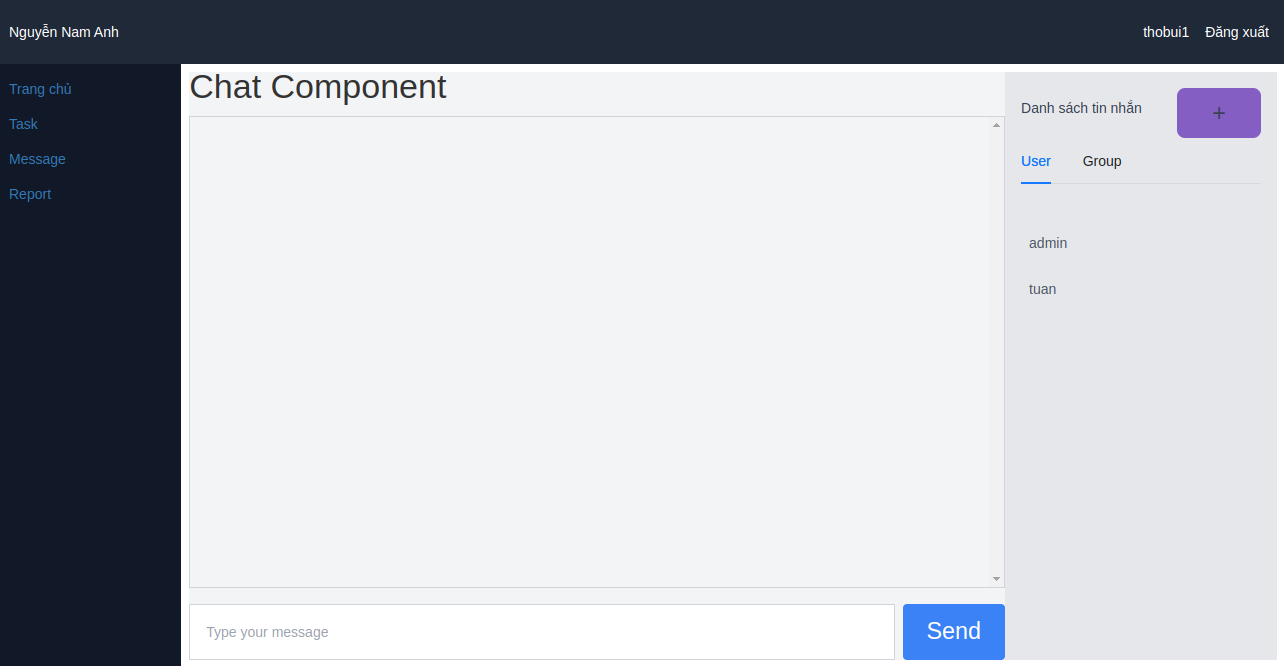 Nguyễn Nam Anh
thobui1 Đăng xuất
Trang chủ
Task
Message
Report
Chat Component
Type your message
Send
Danh sách tin nhắn
+
User Group
admin
tuan